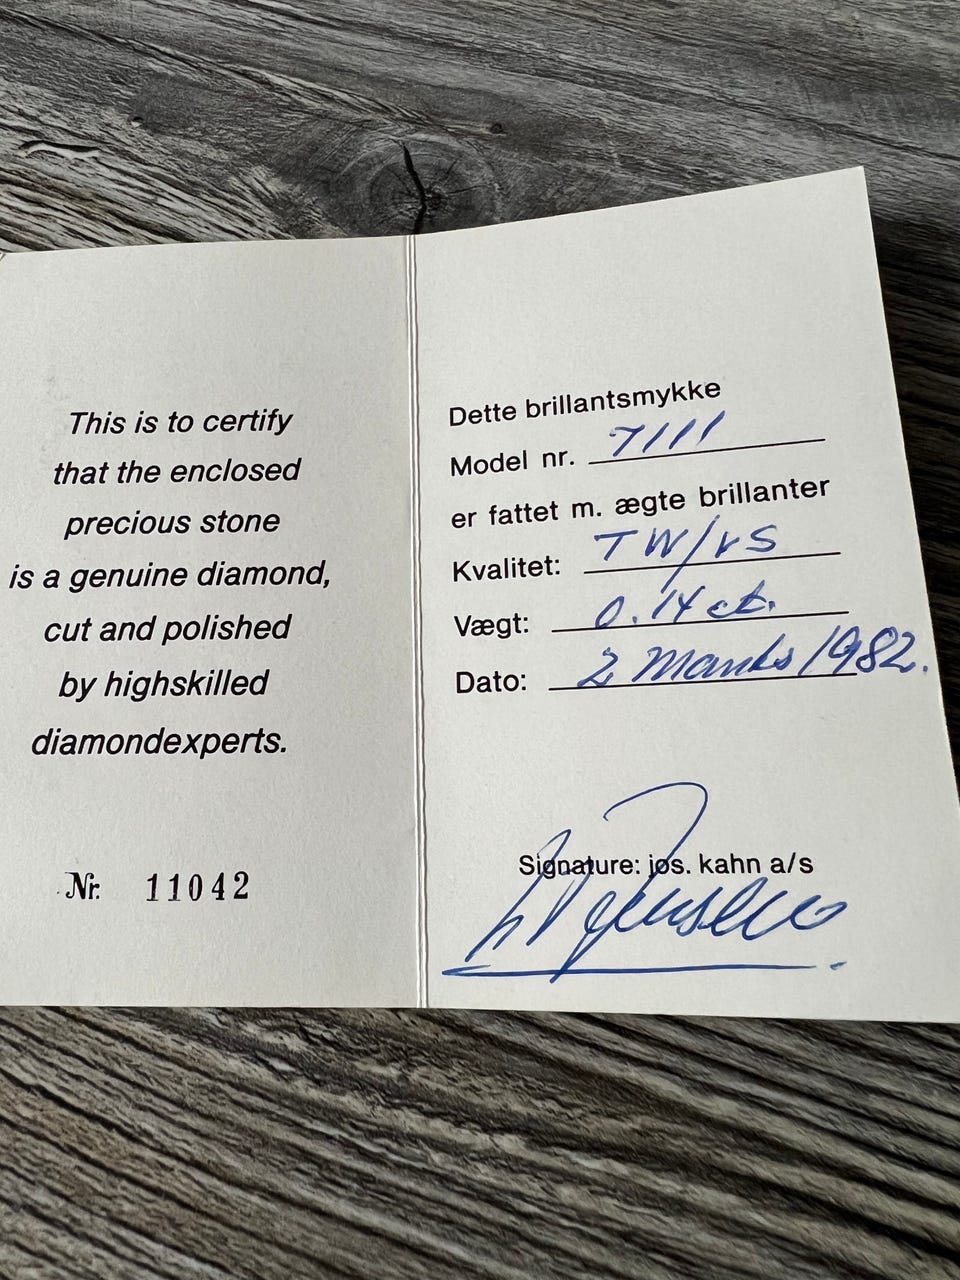 This is to certify
that the enclosed
precious stone
is a genuine diamond,
cut and polished
by highskilled
diamondexperts.
Nr. 11042
Dette brillantsmykke
Model nr. 7111
er fattet m. ægte brillanter
Kvalitet: TW/VS
Vægt: 0.14 ct.
Dato: 2 Marts 1982.
Signature: jos. kahn a/s